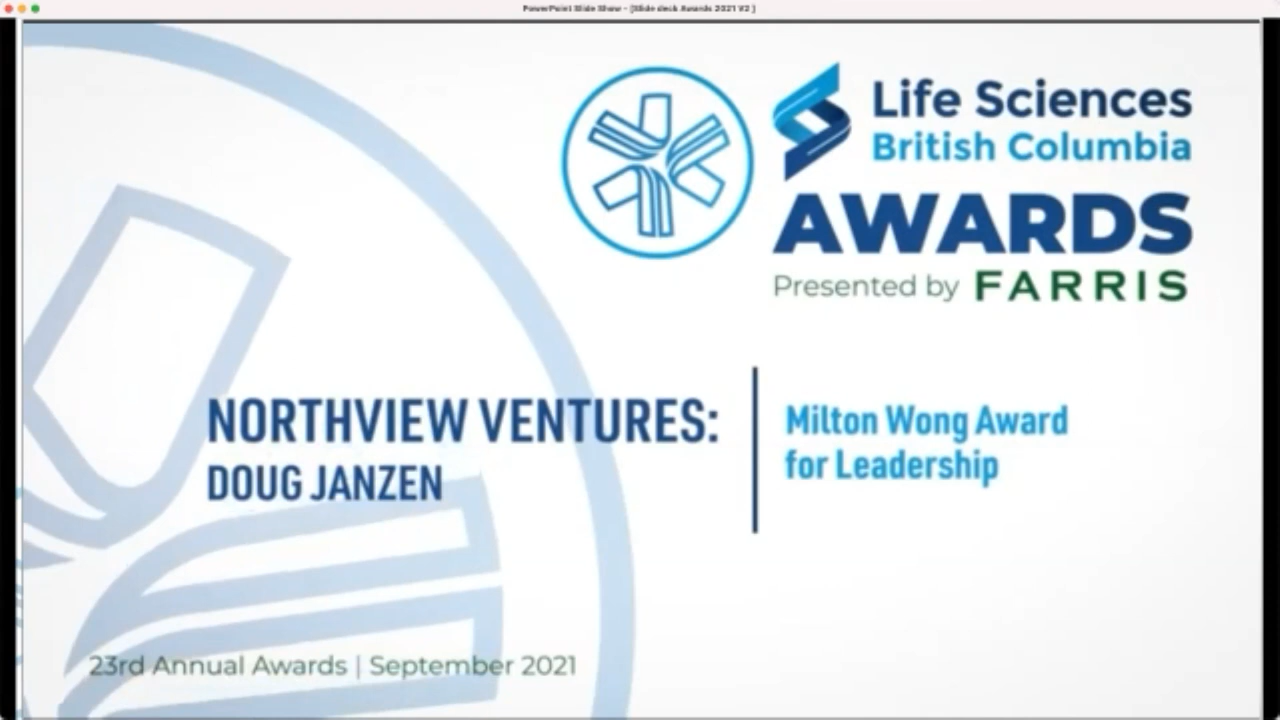 PowerPoint Slide Show - [Slide deck Awards 2021 V2 ]
Life Sciences
British Columbia
AWARDS
Presented by FARRIS
NORTHVIEW VENTURES:
DOUG JANZEN
Milton Wong Award
for Leadership
23rd Annual Awards | September 2021